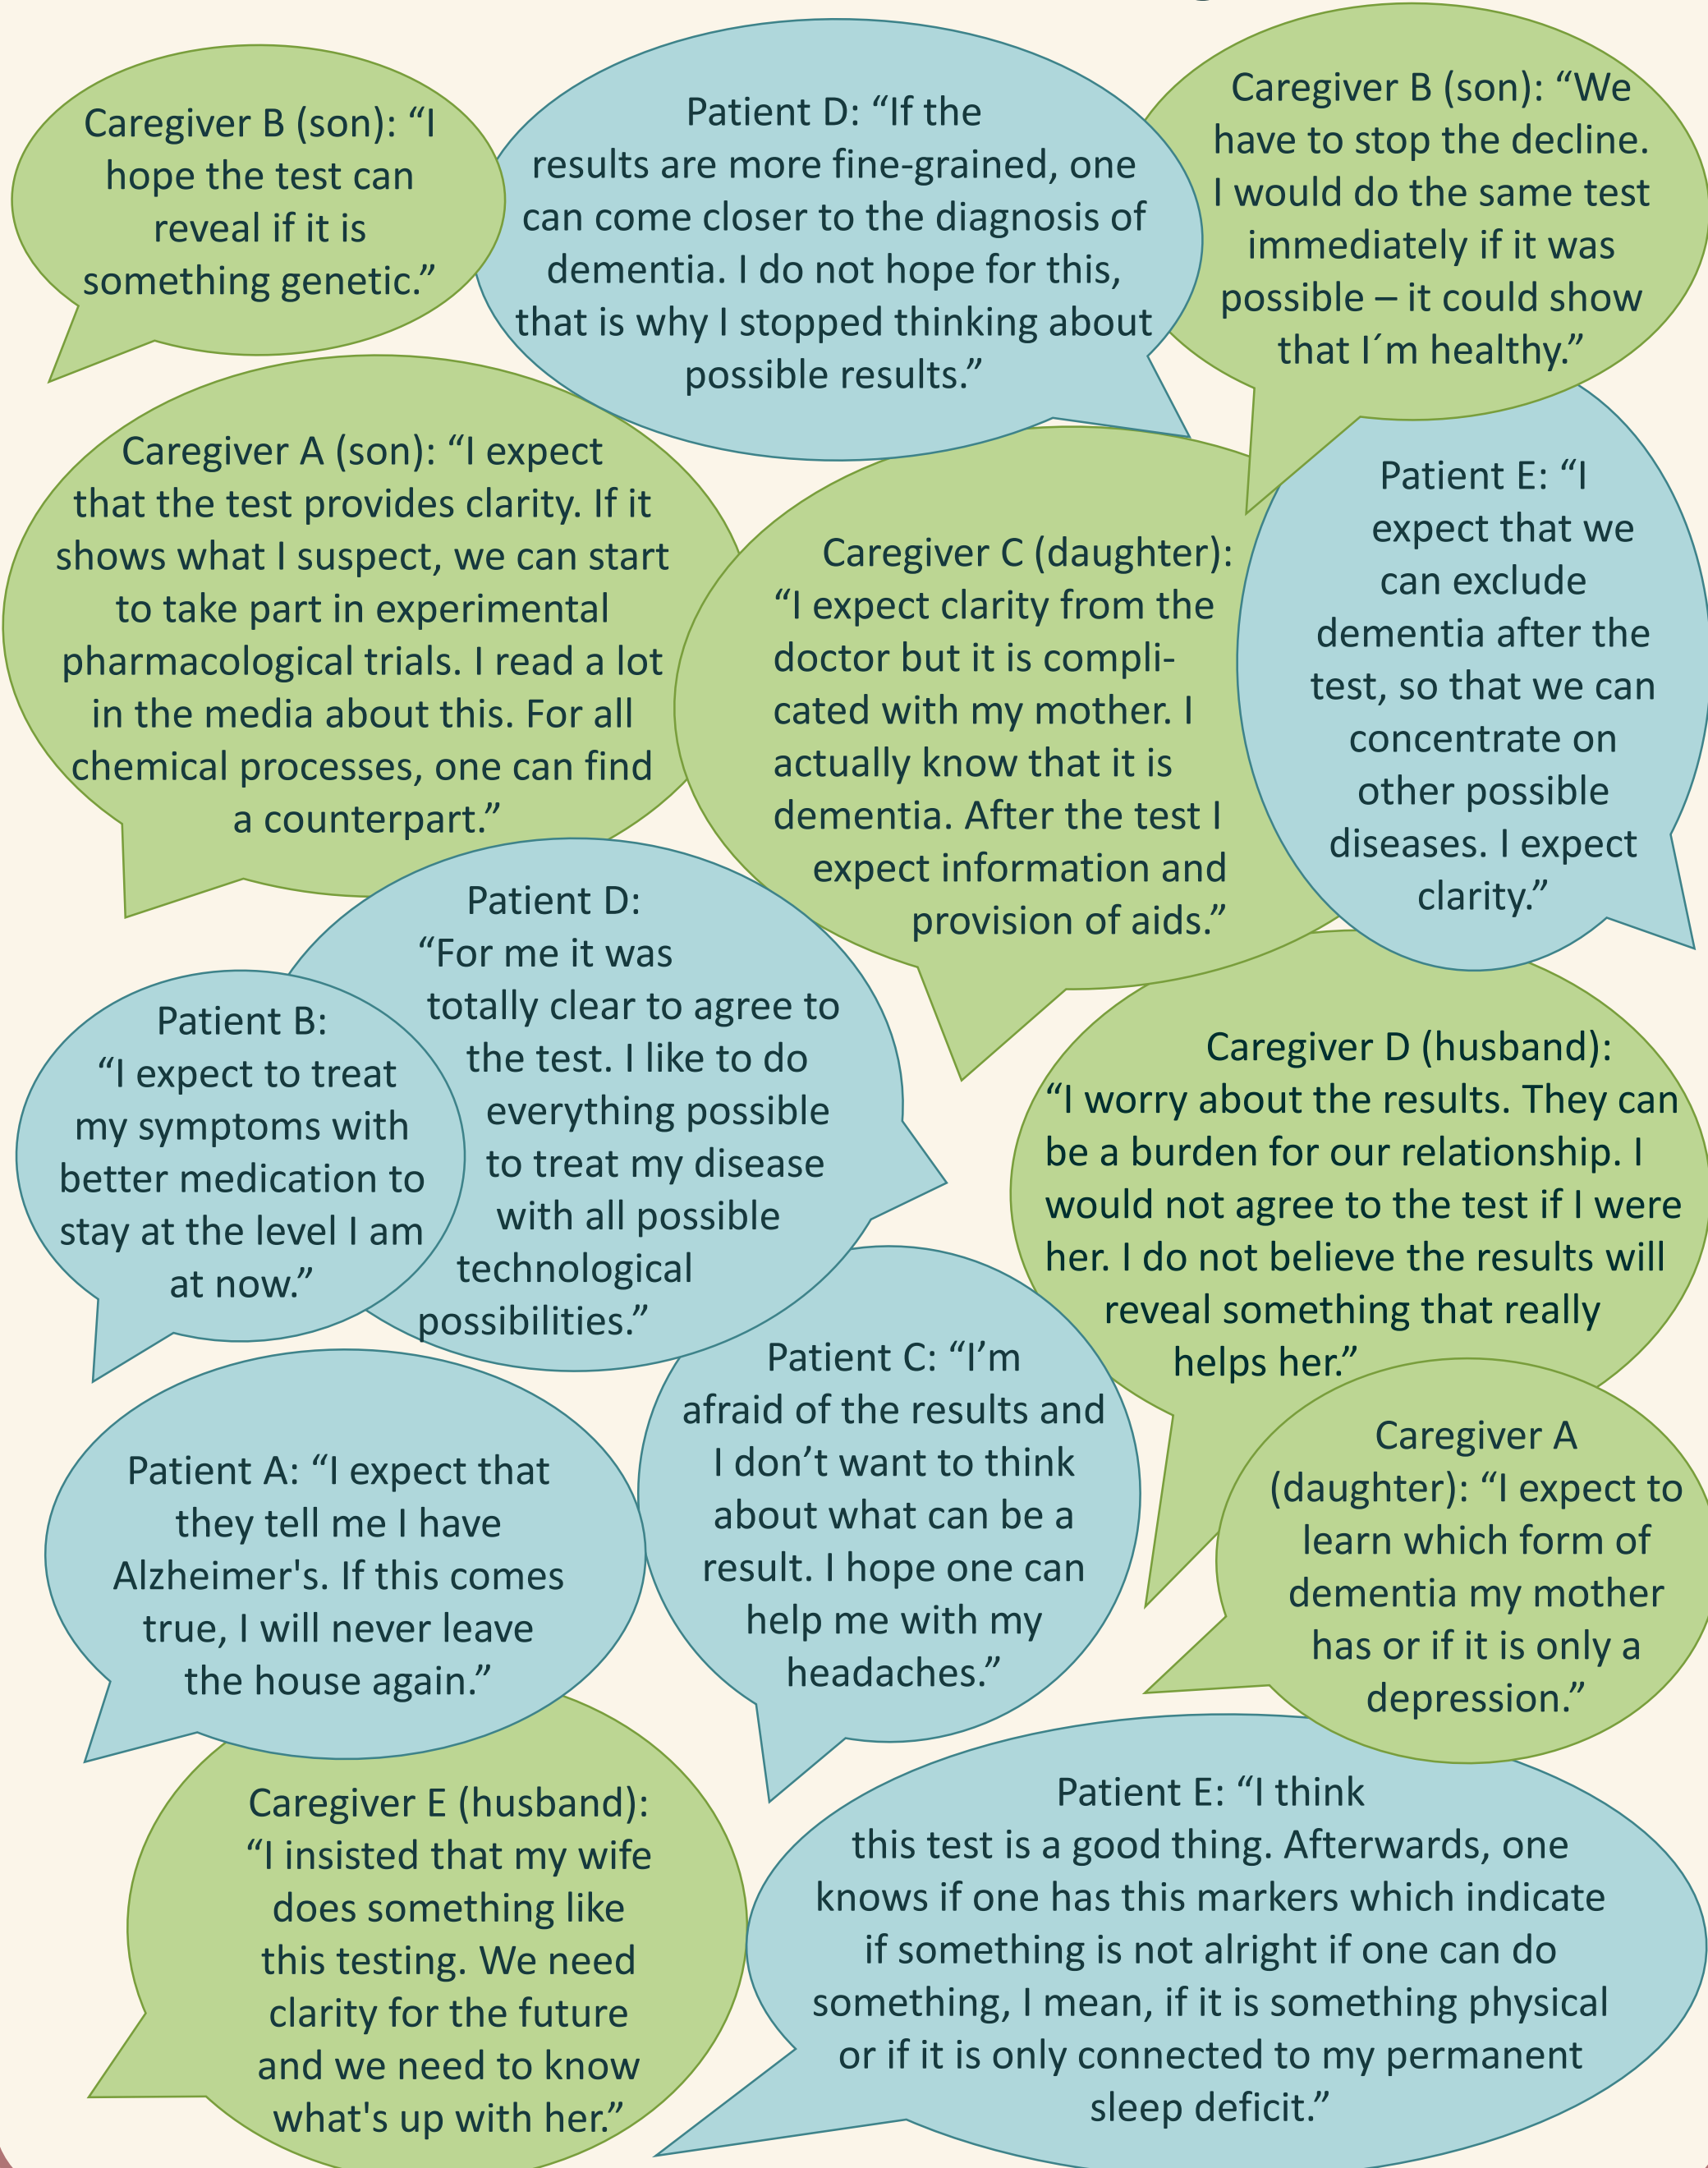 Caregiver B (son): “I
hope the test can
reveal if it is
something genetic.”
Patient D: “If the
results are more fine-grained, one
can come closer to the diagnosis of
dementia. I do not hope for this,
that is why I stopped thinking about
possible results.”
Caregiver B (son): “We
have to stop the decline.
I would do the same test
immediately if it was
possible – it could show
that I´m healthy.”
Caregiver A (son): “I expect
that the test provides clarity. If it
shows what I suspect, we can start
to take part in experimental
pharmacological trials. I read a lot
in the media about this. For all
chemical processes, one can find
a counterpart.”
Caregiver C (daughter):
“I expect clarity from the
doctor but it is compli-
cated with my mother. I
actually know that it is
dementia. After the test I
expect information and
provision of aids.”
Patient E: “I
expect that we
can exclude
dementia after the
test, so that we can
concentrate on
other possible
diseases. I expect
clarity.”
Patient D:
“For me it was
totally clear to agree to
the test. I like to do
everything possible
to treat my disease
with all possible
technological
possibilities.”
Patient B:
“I expect to treat
my symptoms with
better medication to
stay at the level I am
at now.”
Caregiver D (husband):
“I worry about the results. They can
be a burden for our relationship. I
would not agree to the test if I were
her. I do not believe the results will
reveal something that really
helps her.”
Patient C: “I’m
afraid of the results and
I don’t want to think
about what can be a
result. I hope one can
help me with my
headaches.”
Caregiver A
(daughter): “I expect to
learn which form of
dementia my mother
has or if it is only a
depression.”
Patient A: “I expect that
they tell me I have
Alzheimer's. If this comes
true, I will never leave
the house again.”
Caregiver E (husband):
“I insisted that my wife
does something like
this testing. We need
clarity for the future
and we need to know
what's up with her.”
Patient E: “I think
this test is a good thing. Afterwards, one
knows if one has this markers which indicate
if something is not alright if one can do
something, I mean, if it is something physical
or if it is only connected to my permanent
sleep deficit.”